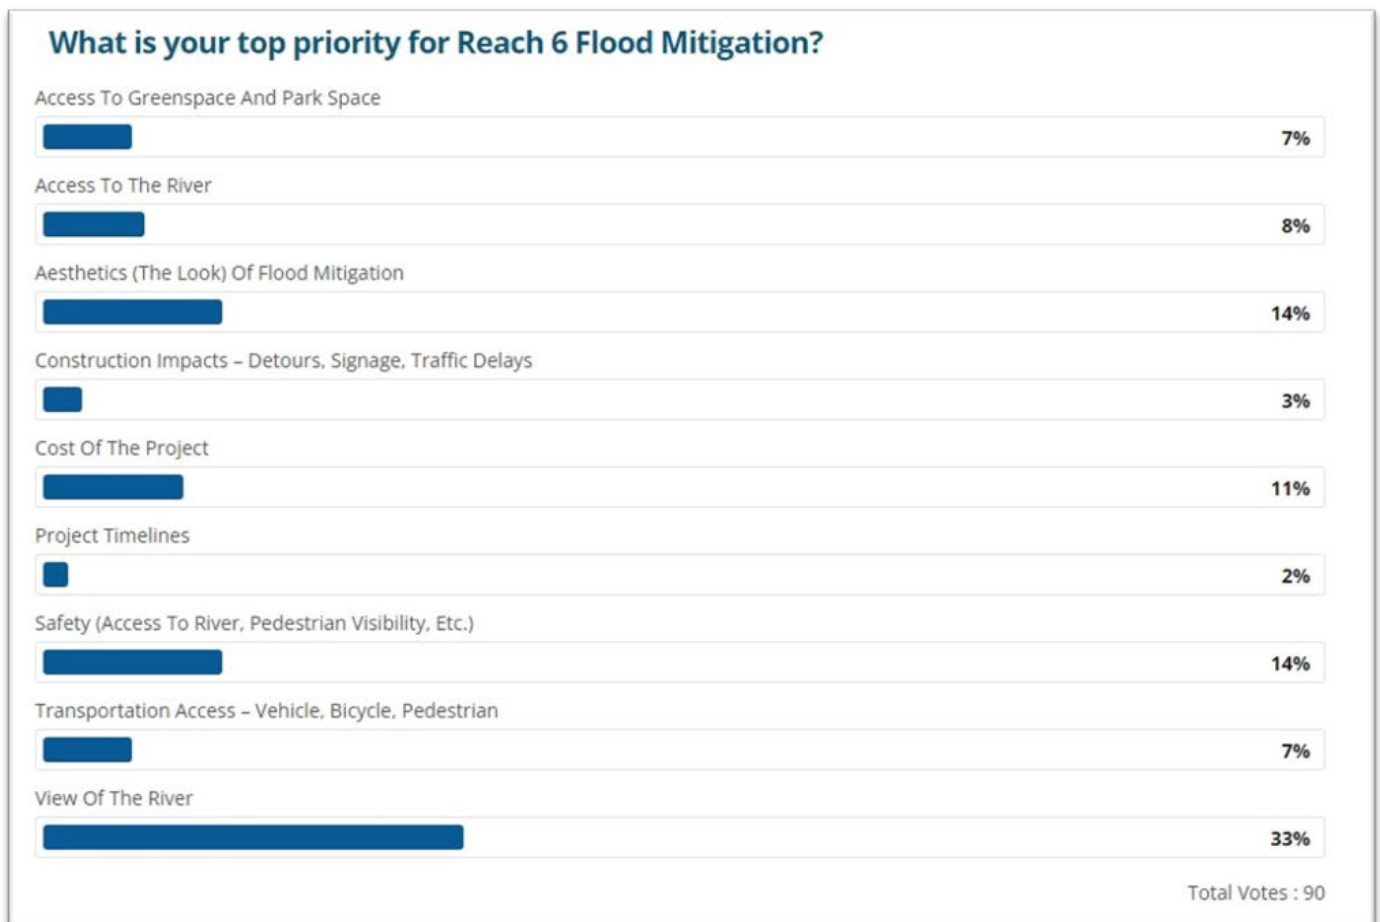 What is your top priority for Reach 6 Flood Mitigation?
Access To Greenspace And Park Space
7%
Access To The River
8%
Aesthetics (The Look) Of Flood Mitigation
14%
Construction Impacts – Detours, Signage, Traffic Delays
3%
Cost Of The Project
11%
Project Timelines
2%
Safety (Access To River, Pedestrian Visibility, Etc.)
14%
Transportation Access – Vehicle, Bicycle, Pedestrian
7%
View Of The River
33%
Total Votes : 90